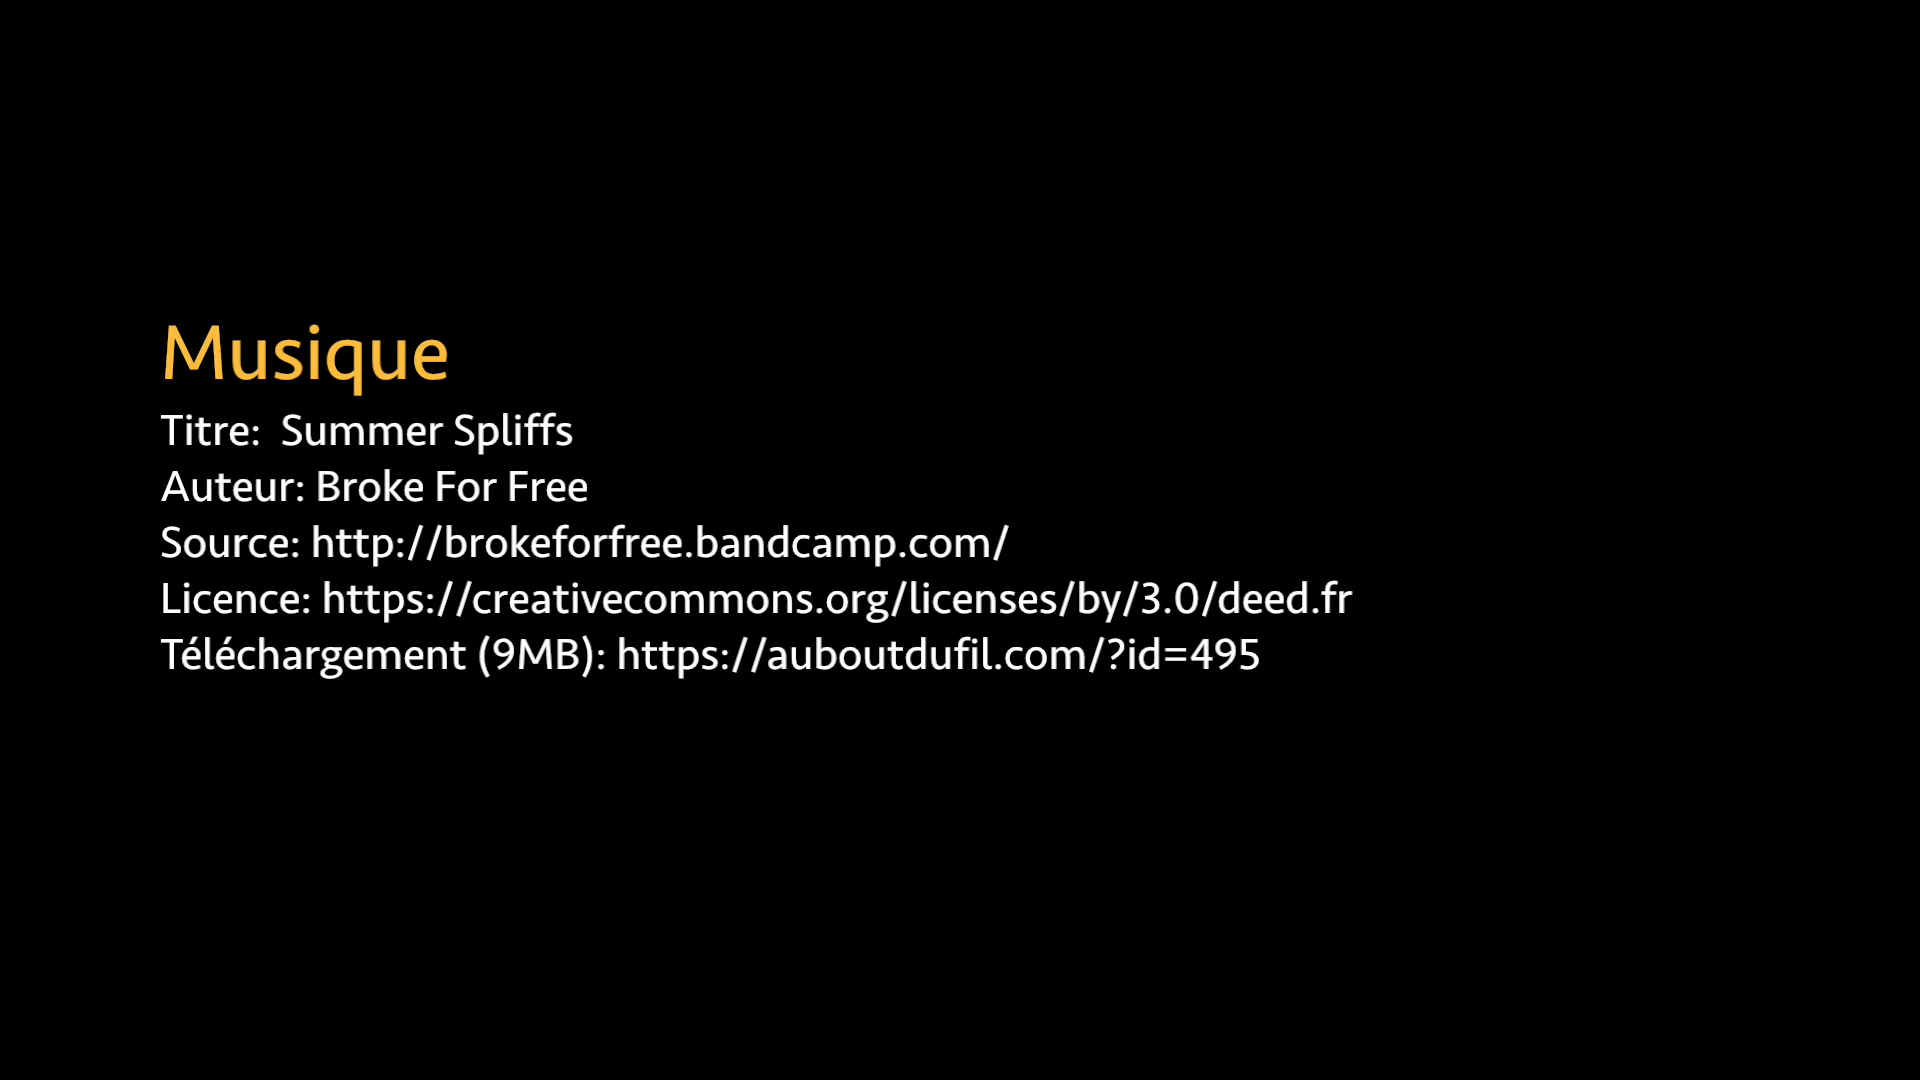 Musique
Titre:  Summer Spliffs
Auteur: Broke For Free
Source: http://brokeforfree.bandcamp.com/
Licence: https://creativecommons.org/licenses/by/3.0/deed.fr
Téléchargement (9MB): https://auboutdufil.com/?id=495